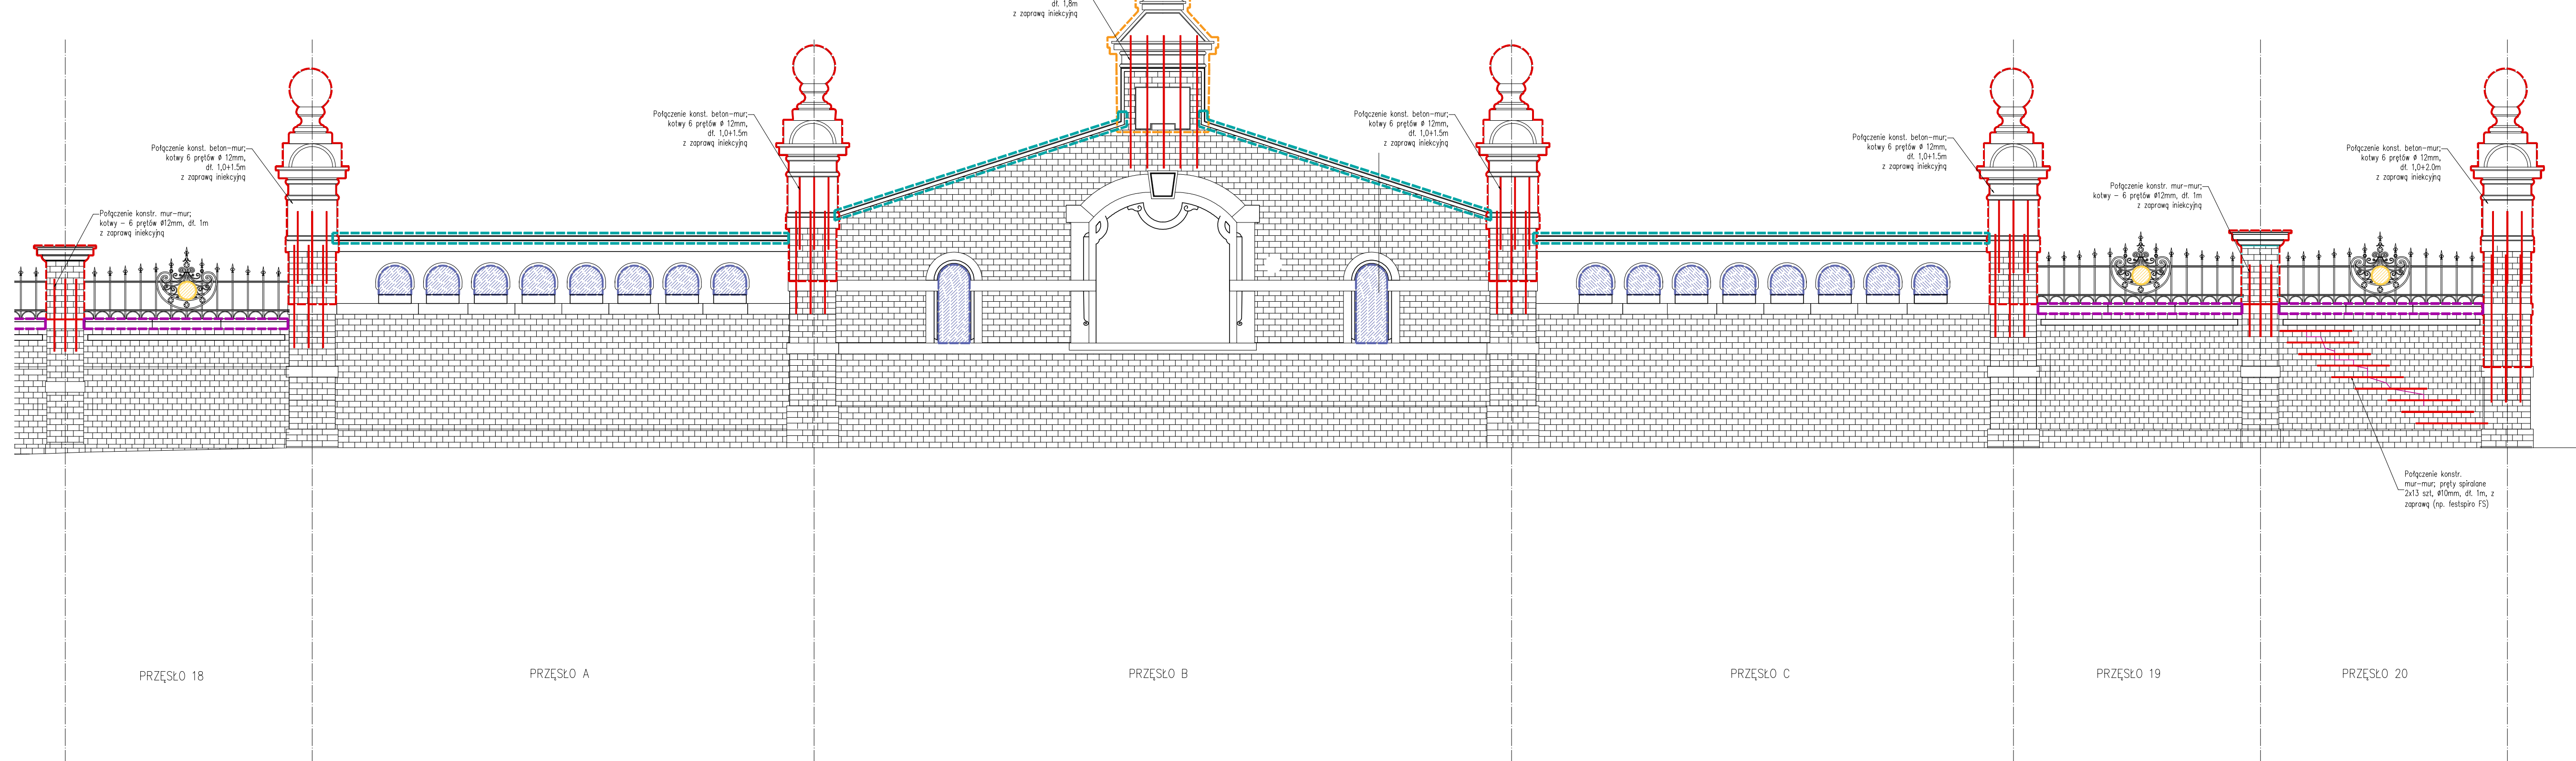 dł. 1,8m
z zaprawą iniekcyjną
Połączenie konst. beton-mur;
kotwy 6 prętów ϕ 12mm,
dł. 1,0÷1.5m
z zaprawą iniekcyjną
Połączenie konstr. mur-mur;
kotwy - 6 prętów ϕ12mm, dł. 1m
z zaprawą iniekcyjną
Połączenie konst. beton-mur;
kotwy 6 prętów ϕ 12mm,
dł. 1,0÷1.5m
z zaprawą iniekcyjną
Połączenie konst. beton-mur;
kotwy 6 prętów ϕ 12mm,
dł. 1,0÷1.5m
z zaprawą iniekcyjną
Połączenie konst. beton-mur;
kotwy 6 prętów ϕ 12mm,
dł. 1,0÷1.5m
z zaprawą iniekcyjną
Połączenie konstr. mur-mur;
kotwy - 6 prętów ϕ12mm, dł. 1m
z zaprawą iniekcyjną
Połączenie konst. beton-mur;
kotwy 6 prętów ϕ 12mm,
dł. 1,0÷2.0m
z zaprawą iniekcyjną
Połączenie konstr.
mur-mur; pręty spiralane
2x13 szt, ϕ10mm, dł. 1m, z
zaprawą (np. festspiro FS)
PRZĘSŁO 18
PRZĘSŁO A
PRZĘSŁO B
PRZĘSŁO C
PRZĘSŁO 19
PRZĘSŁO 20